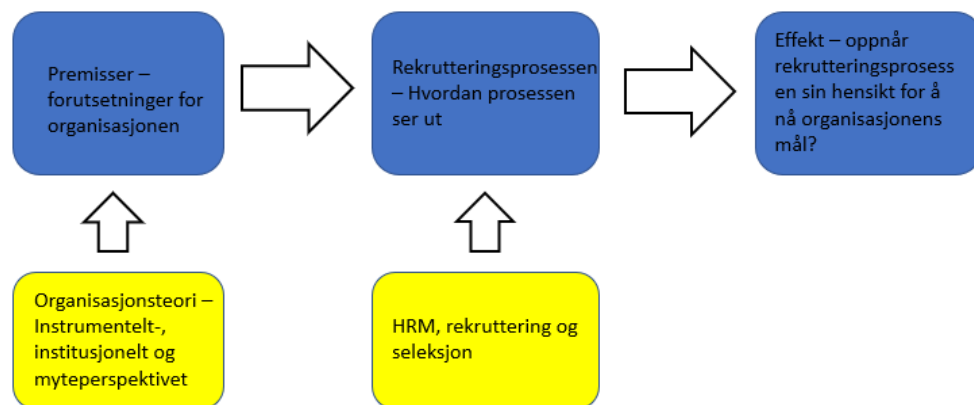 Premisser –
forutsetninger for
organisasjonen
Rekrutteringsprosessen
– Hvordan prosessen
ser ut
Effekt – oppnår
rekrutteringsprosess
en sin hensikt for å
nå organisasjonens
mål?
Organisasjonsteori –
Instrumentelt-,
institusjonelt og
myteperspektivet
HRM, rekruttering og
seleksjon